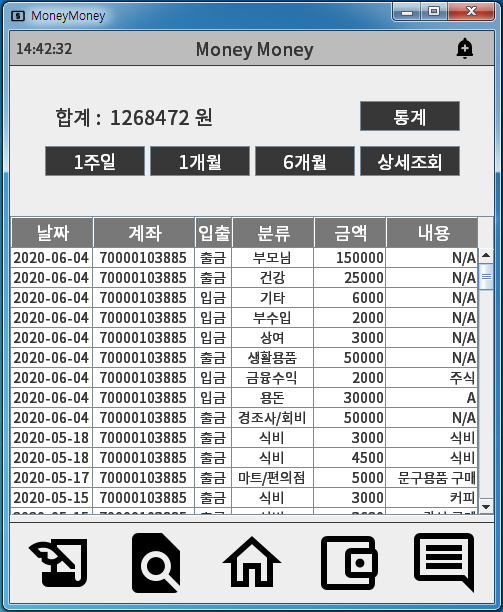 MoneyMoney
14:42:32 Money Money
합계 : 1268472 원
통계
1주일 1개월 6개월 상세조회
날짜 계좌 입출 분류 금액 내용
2020-06-04 70000103885 출금 부모님 150000 N/A
2020-06-04 70000103885 출금 건강 25000 N/A
2020-06-04 70000103885 입금 기타 6000 N/A
2020-06-04 70000103885 입금 부수입 2000 N/A
2020-06-04 70000103885 입금 상여 3000 N/A
2020-06-04 70000103885 출금 생활용품 50000 N/A
2020-06-04 70000103885 입금 금융수익 2000 주식
2020-06-04 70000103885 입금 용돈 30000 A
2020-06-04 70000103885 출금 경조사/회비 50000 N/A
2020-05-18 70000103885 출금 식비 3000 식비
2020-05-18 70000103885 출금 식비 4500 식비
2020-05-17 70000103885 출금 마트/편의점 5000 문구용품 구매
2020-05-15 70000103885 출금 식비 3000 커피